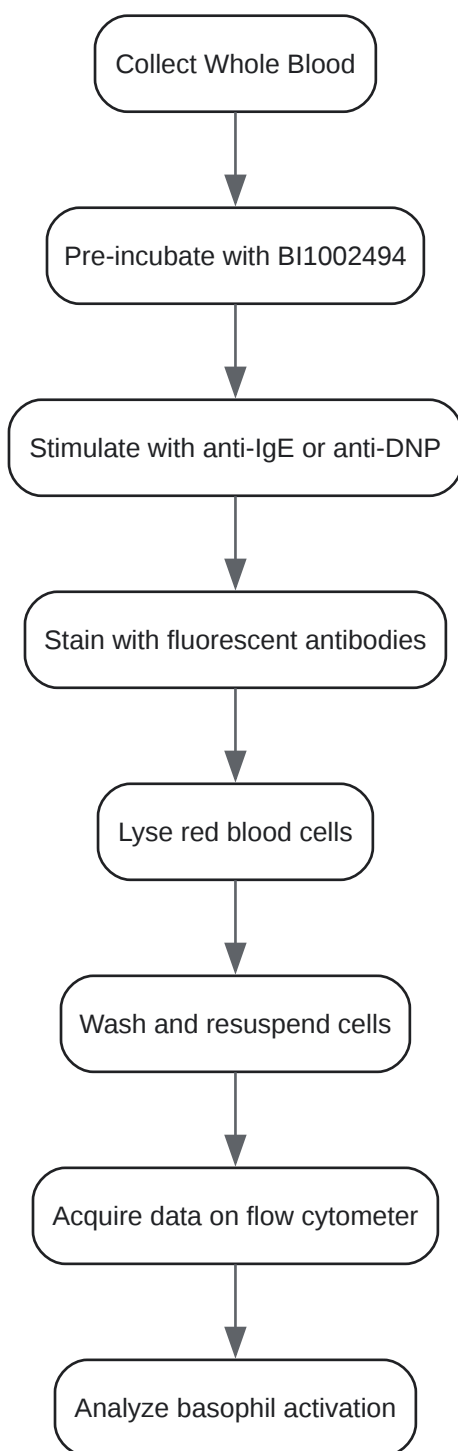 Collect Whole Blood
Pre-incubate with BI1002494
Stimulate with anti-IgE or anti-DNP
Stain with fluorescent antibodies
Lyse red blood cells
Wash and resuspend cells
Acquire data on flow cytometer
Analyze basophil activation